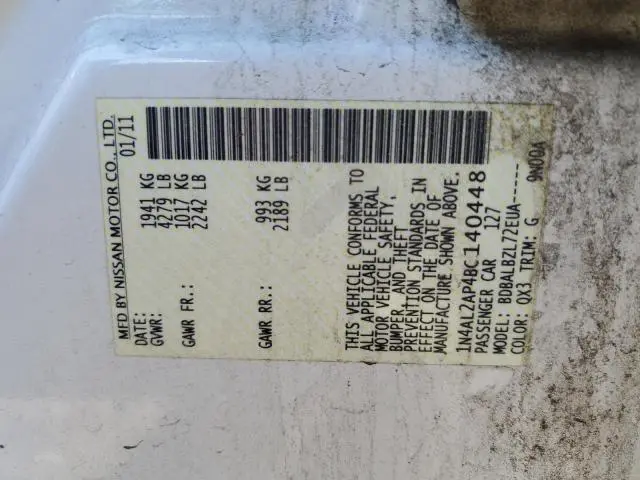 MFD BY NISSAN MOTOR CO., LTD.
DATE: 01/11
GVWR: 1941 KG
4279 LB
GAWR FR: 1017 KG
2242 LB
GAWR RR: 993 KG
2189 LB
THIS VEHICLE CONFORMS TO
ALL APPLICABLE FEDERAL
MOTOR VEHICLE SAFETY,
BUMPER, AND THEFT
PREVENTION STANDARDS IN
EFFECT ON THE DATE OF
MANUFACTURE SHOWN ABOVE.
1N4AL2AP4BC140448
PASSENGER CAR 127
MODEL: BDBALBZL72EUA-----
COLOR: QX3 TRIM: G 9N00A